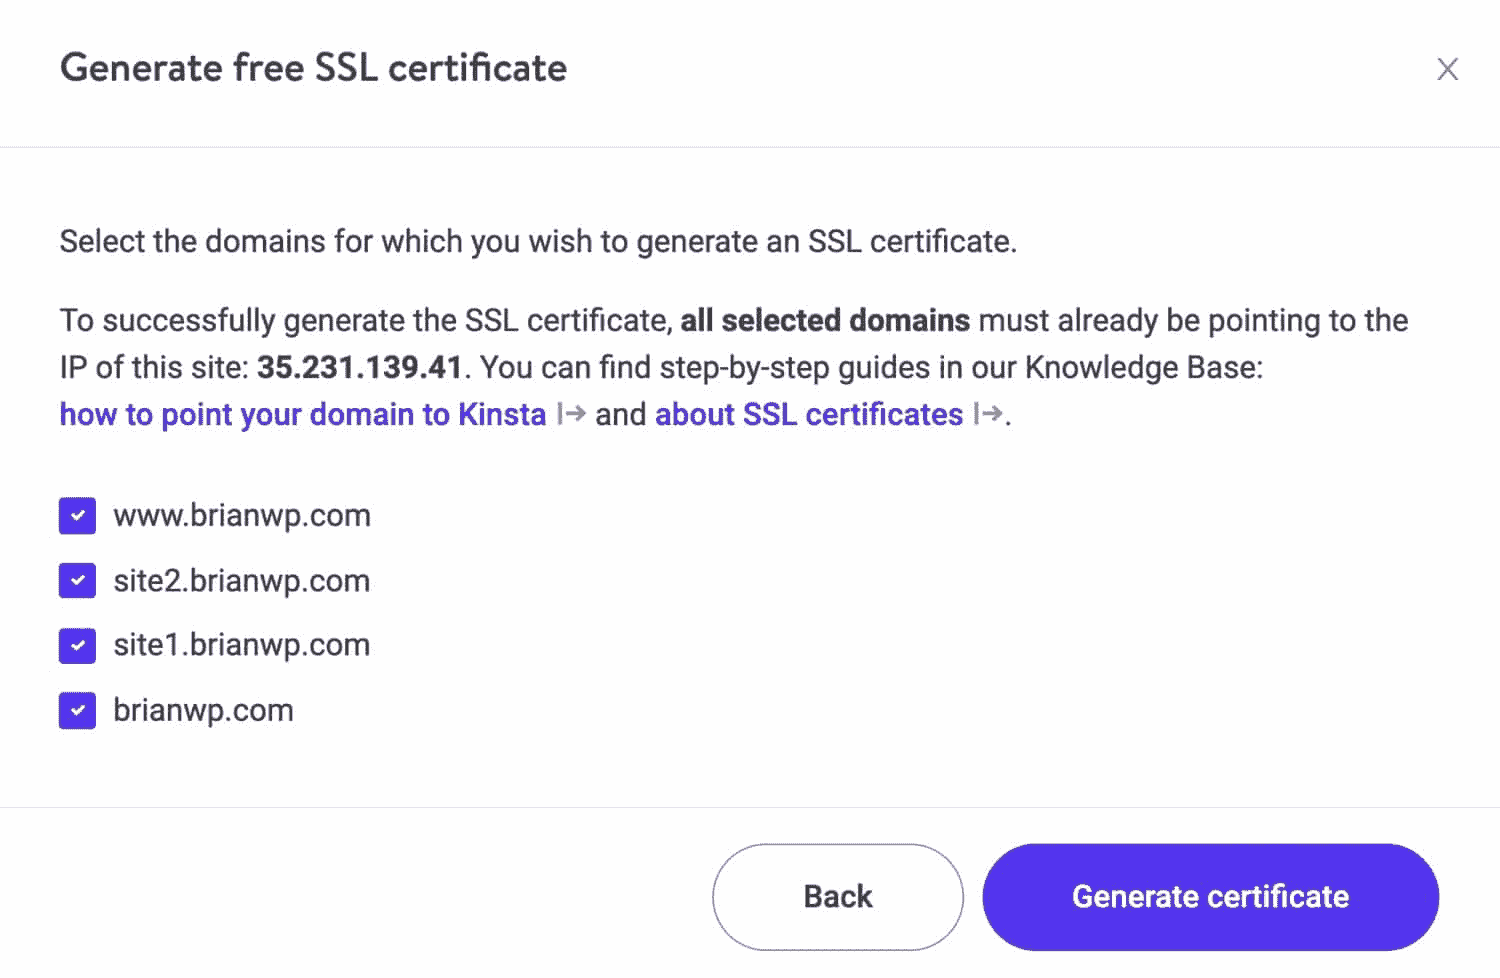 Generate free SSL certificate
Select the domains for which you wish to generate an SSL certificate.
To successfully generate the SSL certificate, all selected domains must already be pointing to the
IP of this site: 35.231.139.41. You can find step-by-step guides in our Knowledge Base:
how to point your domain to Kinsta and about SSL certificates .
www.brianwp.com
site2.brianwp.com
site1.brianwp.com
brianwp.com
Back
Generate certificate